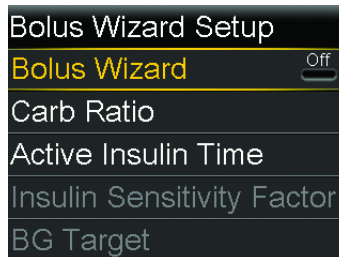 Bolus Wizard Setup
Bolus Wizard Off
Carb Ratio
Active Insulin Time
Insulin Sensitivity Factor
BG Target